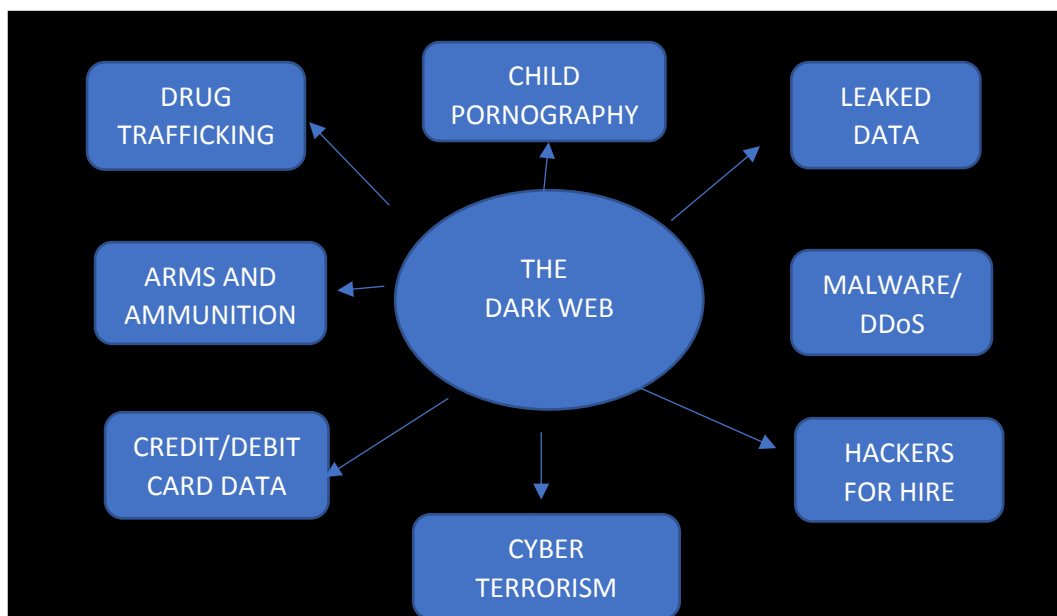 DRUG
TRAFFICKING
CHILD
PORNOGRAPHY
LEAKED
DATA
ARMS AND
AMMUNITION
THE
DARK WEB
MALWARE/
DDoS
CREDIT/DEBIT
CARD DATA
HACKERS
FOR HIRE
CYBER
TERRORISM